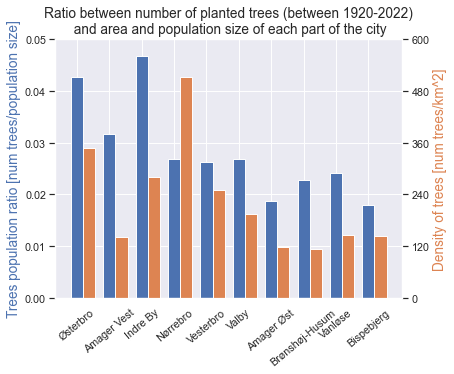 Ratio between number of planted trees (between 1920-2022)
and area and population size of each part of the city
Trees population ratio [num trees/population size]
0.05
0.04
0.03
0.02
0.01
0.00
600
480
360
240
120
0
Density of trees [num trees/km^2]
Østerbro
Amager Vest
Indre By
Nørrebro
Vesterbro
Valby
Amager Øst
Brønshøj-Husum
Vanløse
Bispebjerg